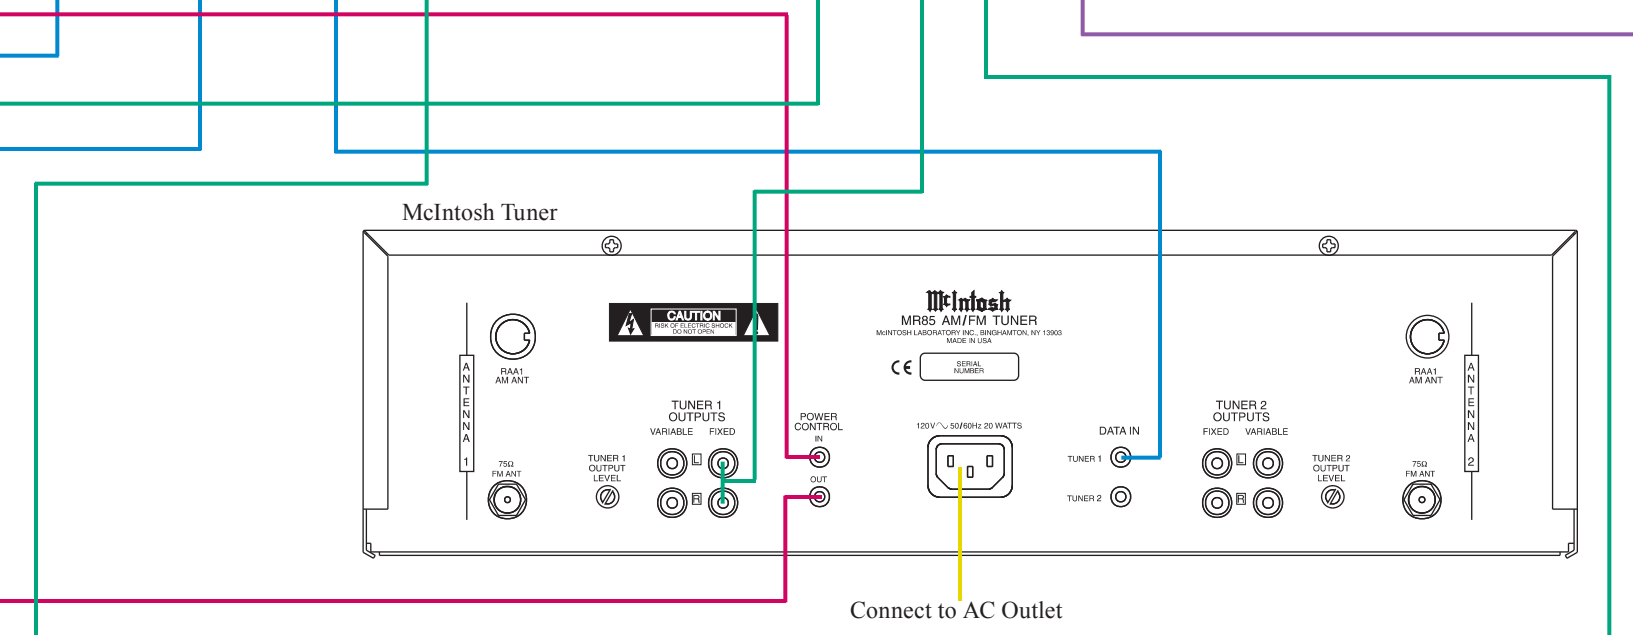 McIntosh Tuner
CAUTION
RISK OF ELECTRIC SHOCK
DO NOT OPEN
McIntosh
MR85 AM/FM TUNER
McINTOSH LABORATORY INC., BINGHAMTON, NY 13903
MADE IN USA
CE
SERIAL
NUMBER
ANTENNA 1
RAA1
AM ANT
75Ω
FM ANT
TUNER 1
OUTPUT
LEVEL
TUNER 1
OUTPUTS
VARIABLE FIXED
L
R
POWER
CONTROL
IN
OUT
120V 50/60Hz 20 WATTS
DATA IN
TUNER 1
TUNER 2
TUNER 2
OUTPUTS
FIXED VARIABLE
L
R
TUNER 2
OUTPUT
LEVEL
RAA1
AM ANT
75Ω
FM ANT
ANTENNA 2
Connect to AC Outlet